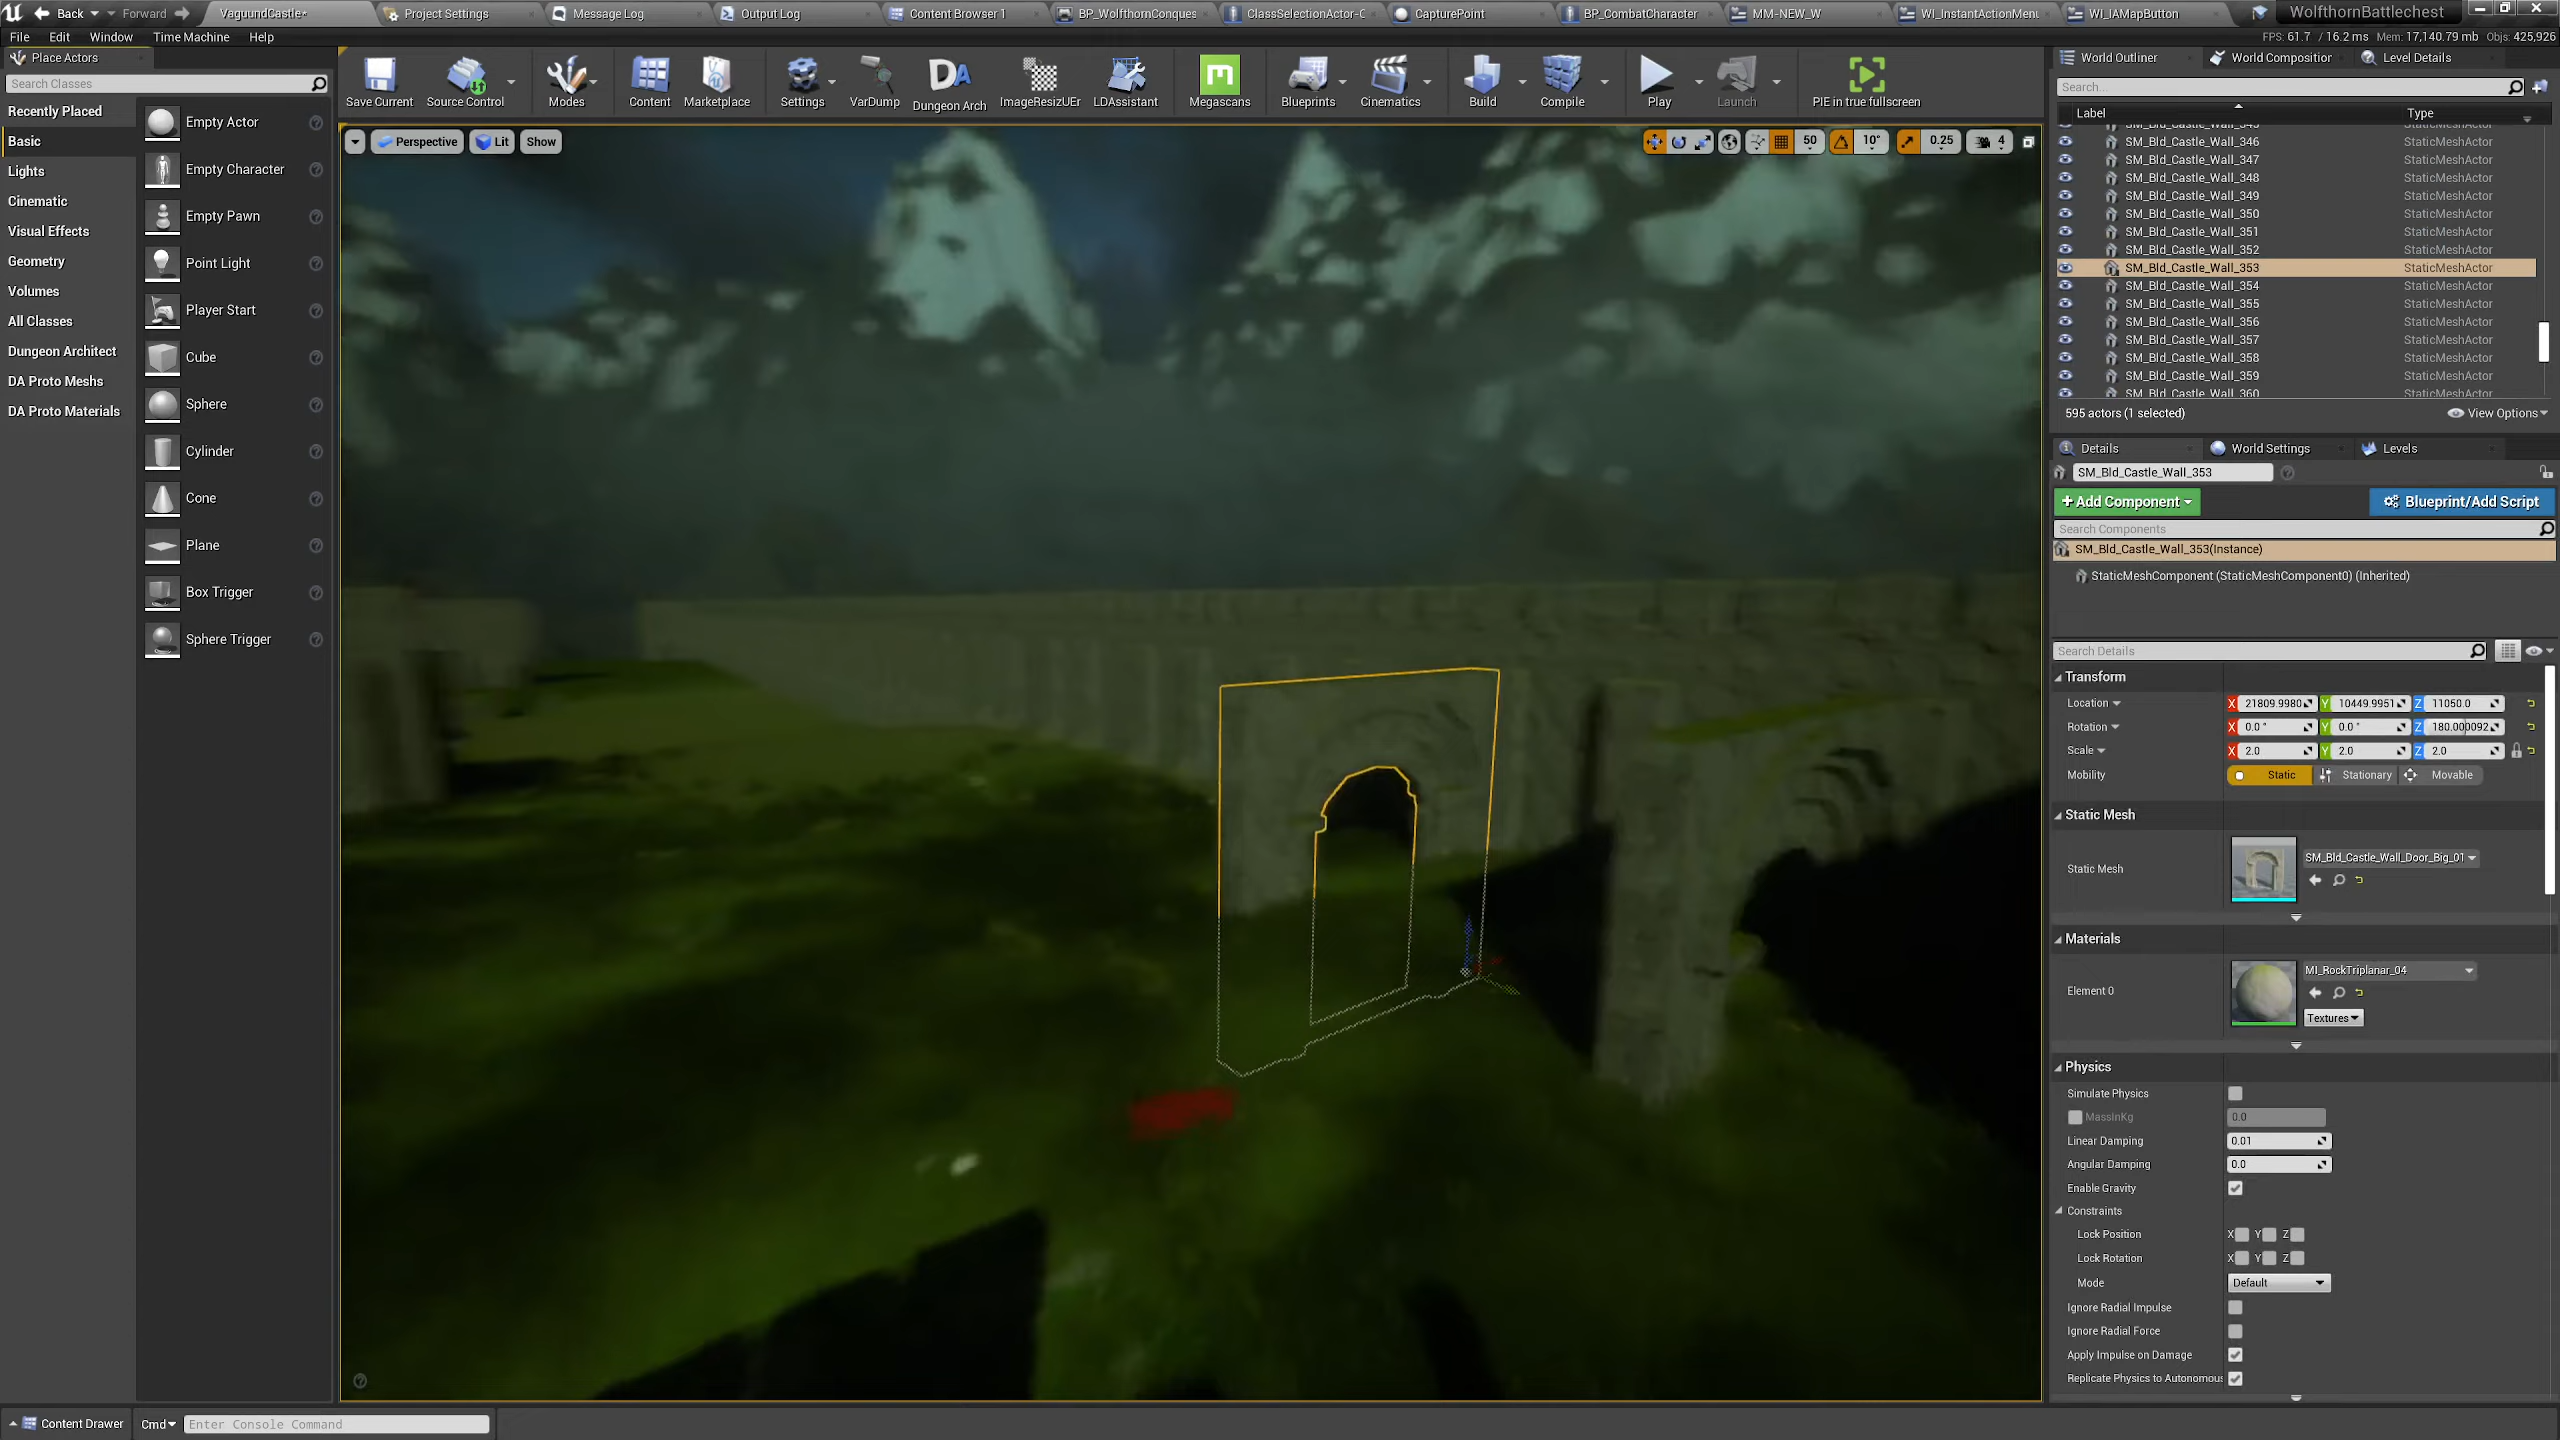 Back
Forward
VaguundCastle*
Project Settings
Message Log
Output Log
Content Browser 1
BP_WolfthornConques
ClassSelectionActor-C
CapturePoint
BP_CombatCharacter
MM-NEW_W
WI_InstantActionMenu
WI_IAMapButton
WolfthornBattlechest
File
Edit
Window
Time Machine
Help
FPS: 61.7 / 16.2 ms Mem: 17,140.79 mb Objs: 425,926
Place Actors
Search Classes
Recently Placed
Basic
Lights
Cinematic
Visual Effects
Geometry
Volumes
All Classes
Dungeon Architect
DA Proto Meshs
DA Proto Materials
Empty Actor
Empty Character
Empty Pawn
Point Light
Player Start
Cube
Sphere
Cylinder
Cone
Plane
Box Trigger
Sphere Trigger
Save Current
Source Control
Modes
Content
Marketplace
Settings
VarDump
Dungeon Arch
ImageResizUEr
LDAssistant
Megascans
Blueprints
Cinematics
Build
Compile
Play
Launch
PIE in true fullscreen
Perspective
Lit
Show
50
10°
0.25
4
World Outliner
World Composition
Level Details
Search...
Label
Type
SM_Bld_Castle_Wall_345 StaticMeshActor
SM_Bld_Castle_Wall_346 StaticMeshActor
SM_Bld_Castle_Wall_347 StaticMeshActor
SM_Bld_Castle_Wall_348 StaticMeshActor
SM_Bld_Castle_Wall_349 StaticMeshActor
SM_Bld_Castle_Wall_350 StaticMeshActor
SM_Bld_Castle_Wall_351 StaticMeshActor
SM_Bld_Castle_Wall_352 StaticMeshActor
SM_Bld_Castle_Wall_353 StaticMeshActor
SM_Bld_Castle_Wall_354 StaticMeshActor
SM_Bld_Castle_Wall_355 StaticMeshActor
SM_Bld_Castle_Wall_356 StaticMeshActor
SM_Bld_Castle_Wall_357 StaticMeshActor
SM_Bld_Castle_Wall_358 StaticMeshActor
SM_Bld_Castle_Wall_359 StaticMeshActor
SM_Bld_Castle_Wall_360 StaticMeshActor
595 actors (1 selected)
View Options
Details
World Settings
Levels
SM_Bld_Castle_Wall_353
+ Add Component
Blueprint/Add Script
Search Components
SM_Bld_Castle_Wall_353(Instance)
StaticMeshComponent (StaticMeshComponent0) (Inherited)
Search Details
Transform
Location X 21809.9980 Y 10449.9951 Z 11050.0
Rotation X 0.0 ° Y 0.0 ° Z 180.000092
Scale X 2.0 Y 2.0 Z 2.0
Mobility Static Stationary Movable
Static Mesh
Static Mesh
SM_Bld_Castle_Wall_Door_Big_01
Materials
Element 0
MI_RockTriplanar_04
Textures
Physics
Simulate Physics
MassInKg 0.0
Linear Damping 0.01
Angular Damping 0.0
Enable Gravity
Constraints
Lock Position X Y Z
Lock Rotation X Y Z
Mode Default
Ignore Radial Impulse
Ignore Radial Force
Apply Impulse on Damage
Replicate Physics to Autonomous
Content Drawer
Cmd
Enter Console Command